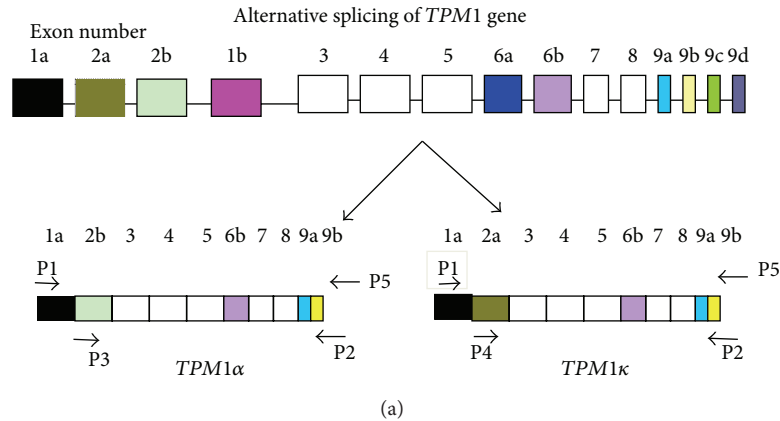 Alternative splicing of TPM1 gene
Exon number
1a 2a 2b 1b 3 4 5 6a 6b 7 8 9a 9b 9c 9d
1a 2b 3 4 5 6b 7 8 9a 9b
P1
P5
P3
P2
TPM1α
1a 2a 3 4 5 6b 7 8 9a 9b
P1
P5
P4
P2
TPM1κ
(a)